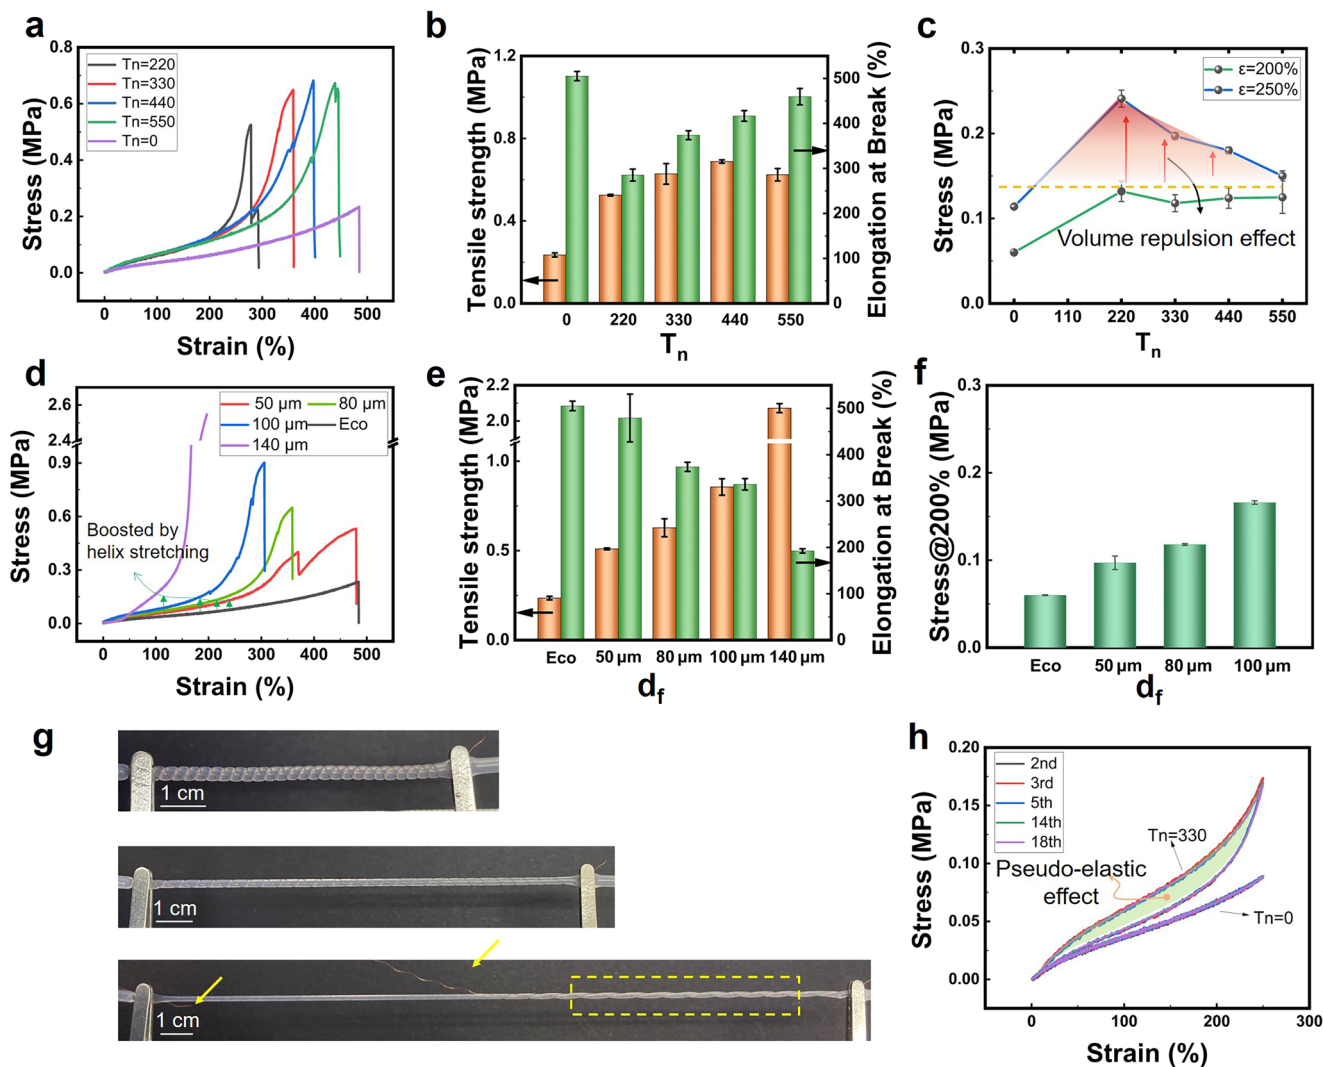 a
Stress (MPa)
0.8
0.6
0.4
0.2
0.0
Tn=220
Tn=330
Tn=440
Tn=550
Tn=0
0 100 200 300 400 500
Strain (%)
b
Tensile strength (MPa)
1.2
0.9
0.6
0.3
0.0
Elongation at Break (%)
500
400
300
200
100
0
0 220 330 440 550
Tn
c
Stress (MPa)
0.3
0.2
0.1
0.0
ε=200%
ε=250%
Volume repulsion effect
0 110 220 330 440 550
Tn
d
Stress (MPa)
2.6
2.4
0.9
0.6
0.3
0.0
50 µm 80 µm
100 µm Eco
140 µm
Boosted by
helix stretching
0 100 200 300 400 500
Strain (%)
e
Tensile strength (MPa)
2.2
2.0
1.0
0.5
0.0
Elongation at Break (%)
500
400
300
200
100
0
Eco 50 µm 80 µm 100 µm 140 µm
df
f
Stress@200% (MPa)
0.3
0.2
0.1
0.0
Eco 50 µm 80 µm 100 µm
df
g
1 cm
1 cm
1 cm
h
Stress (MPa)
0.20
0.15
0.10
0.05
0.00
2nd
3rd
5th
14th
18th
Tn=330
Pseudo-elastic
effect
Tn=0
0 100 200 300
Strain (%)